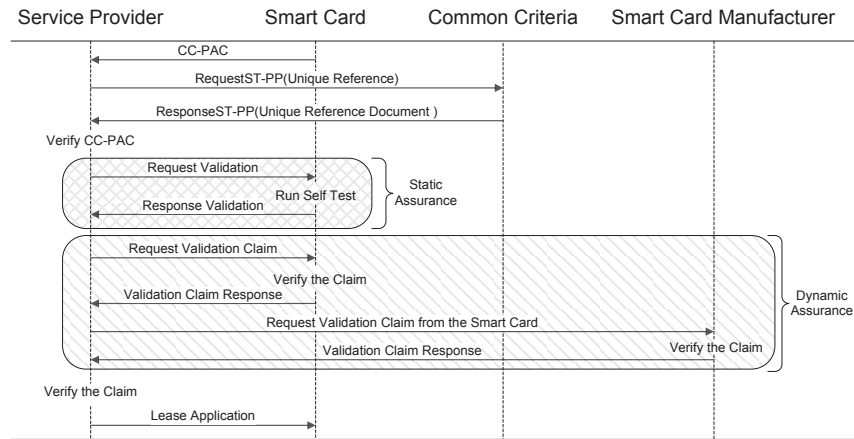 Service Provider
Smart Card
Common Criteria
Smart Card Manufacturer
CC-PAC
RequestST-PP(Unique Reference)
ResponseST-PP(Unique Reference Document )
Verify CC-PAC
Request Validation
Run Self Test
Response Validation
Static
Assurance
Request Validation Claim
Verify the Claim
Validation Claim Response
Request Validation Claim from the Smart Card
Verify the Claim
Validation Claim Response
Dynamic
Assurance
Verify the Claim
Lease Application